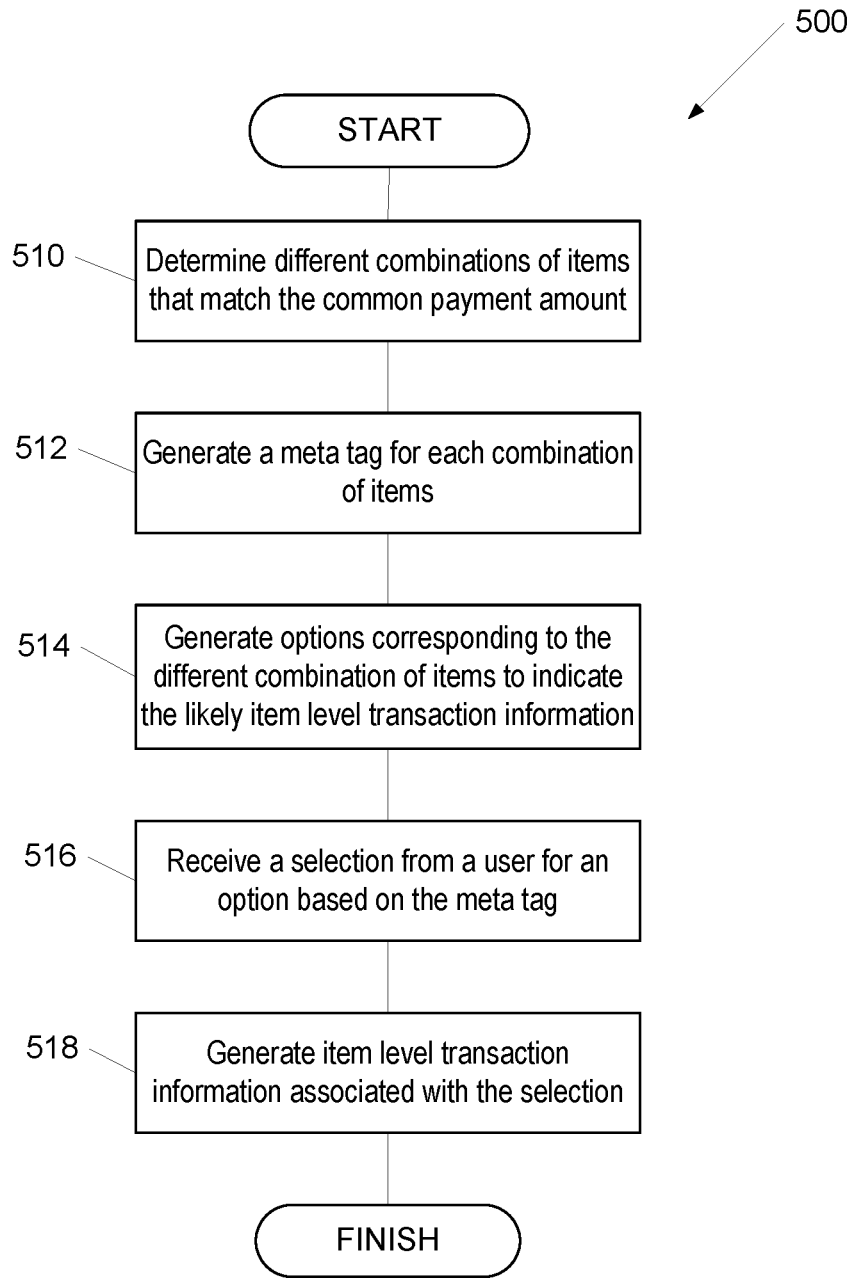 500
START
510
Determine different combinations of items
that match the common payment amount
512
Generate a meta tag for each combination
of items
514
Generate options corresponding to the
different combination of items to indicate
the likely item level transaction information
516
Receive a selection from a user for an
option based on the meta tag
518
Generate item level transaction
information associated with the selection
FINISH